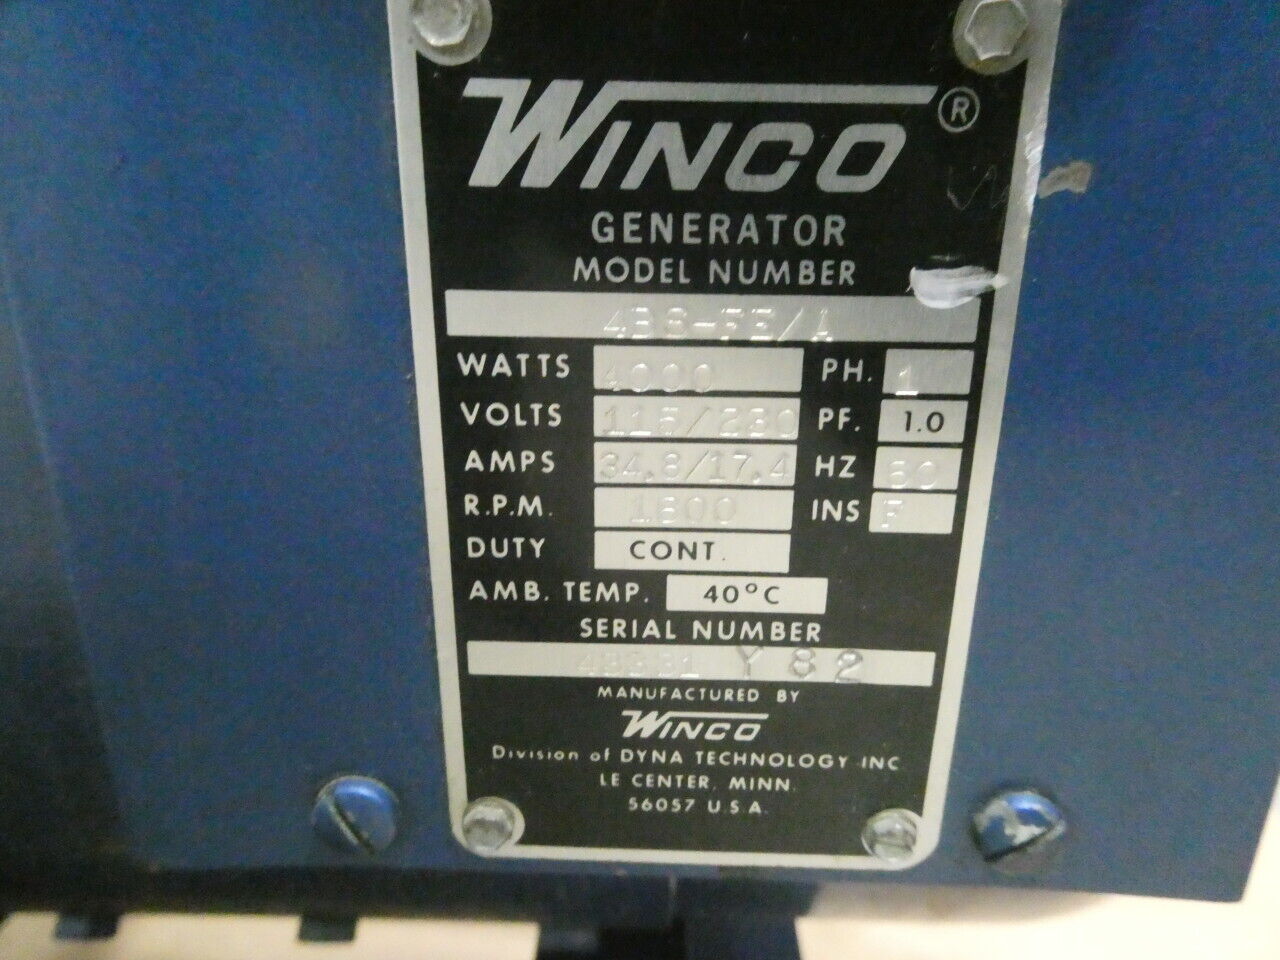 WINCO®
GENERATOR
MODEL NUMBER
4BS-FE/A
WATTS 4000 PH. 1
VOLTS 115/230 PF. 1.0
AMPS 34.8/17.4 HZ 60
R.P.M. 1800 INS F
DUTY CONT.
AMB. TEMP. 40°C
SERIAL NUMBER
Y82
MANUFACTURED BY
WINCO
Division of DYNA TECHNOLOGY INC
LE CENTER, MINN.
56057 U.S.A.